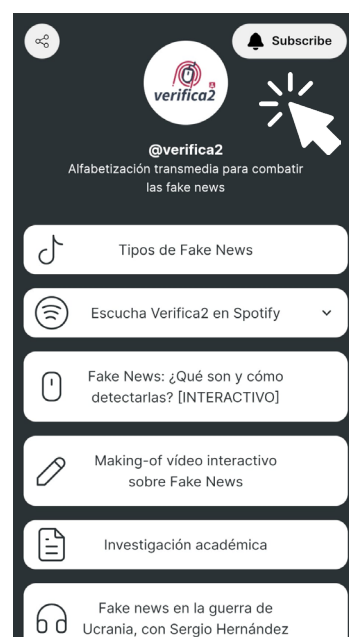 Subscribe
verifica2
@verifica2
Alfabetización transmedia para combatir
las fake news
Tipos de Fake News
Escucha Verifica2 en Spotify
Fake News: ¿Qué son y cómo
detectarlas? [INTERACTIVO]
Making-of vídeo interactivo
sobre Fake News
Investigación académica
Fake news en la guerra de
Ucrania, con Sergio Hernández